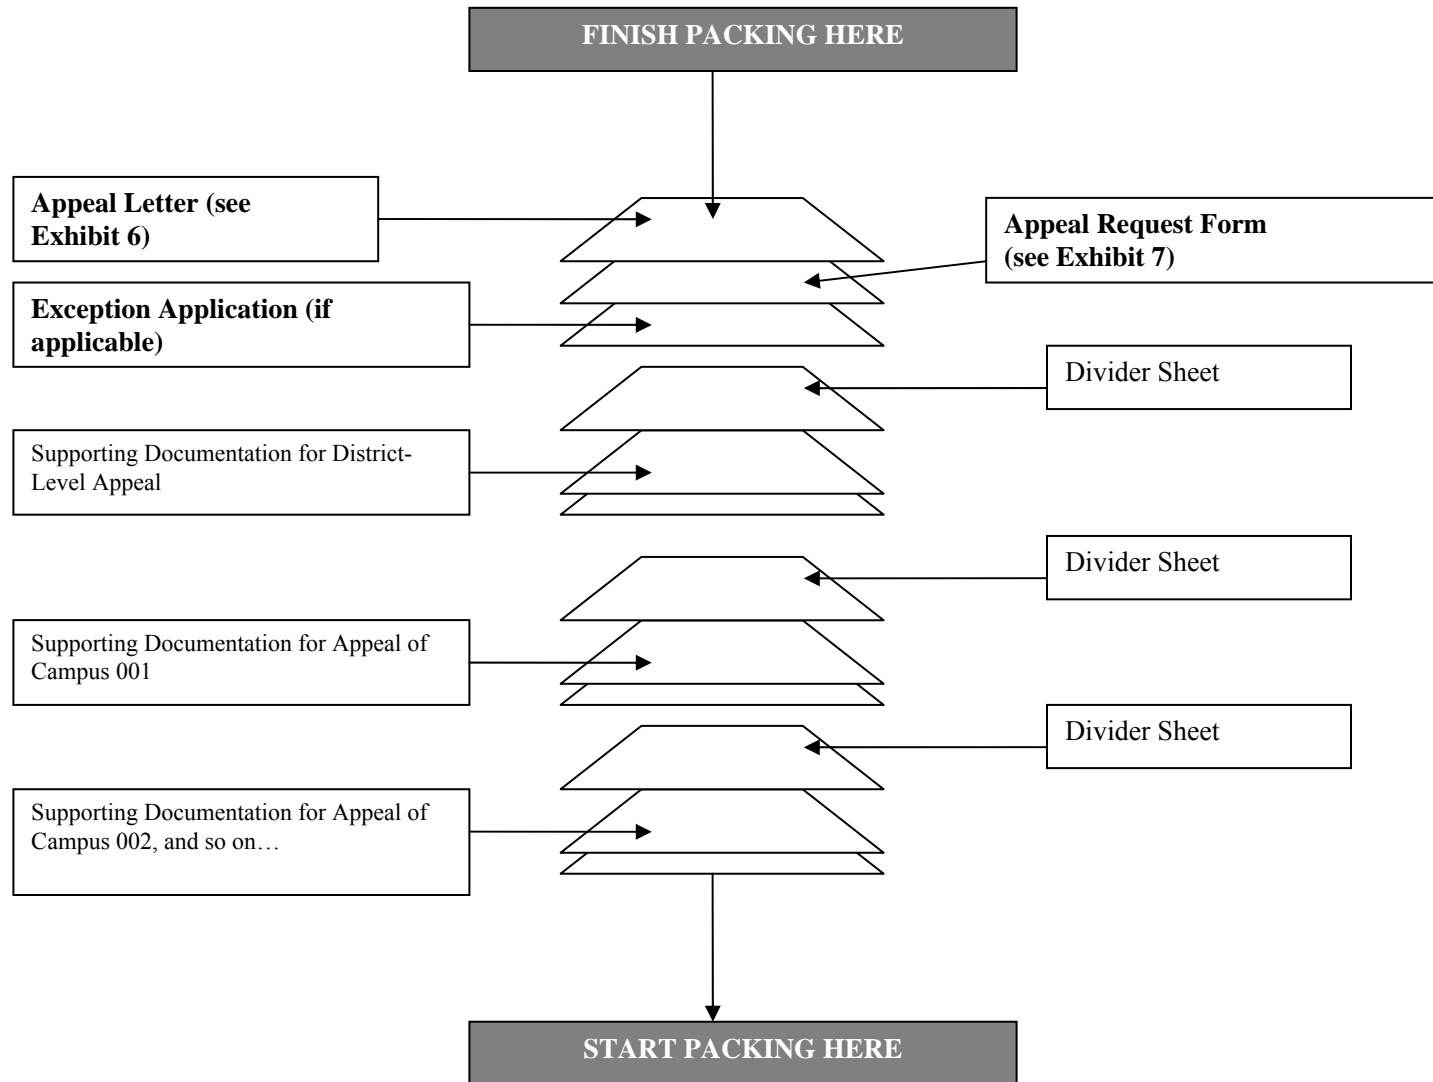 FINISH PACKING HERE
Appeal Letter (see
Exhibit 6)
Appeal Request Form
(see Exhibit 7)
Exception Application (if
applicable)
Divider Sheet
Supporting Documentation for District-
Level Appeal
Divider Sheet
Supporting Documentation for Appeal of
Campus 001
Divider Sheet
Supporting Documentation for Appeal of
Campus 002, and so on…
START PACKING HERE